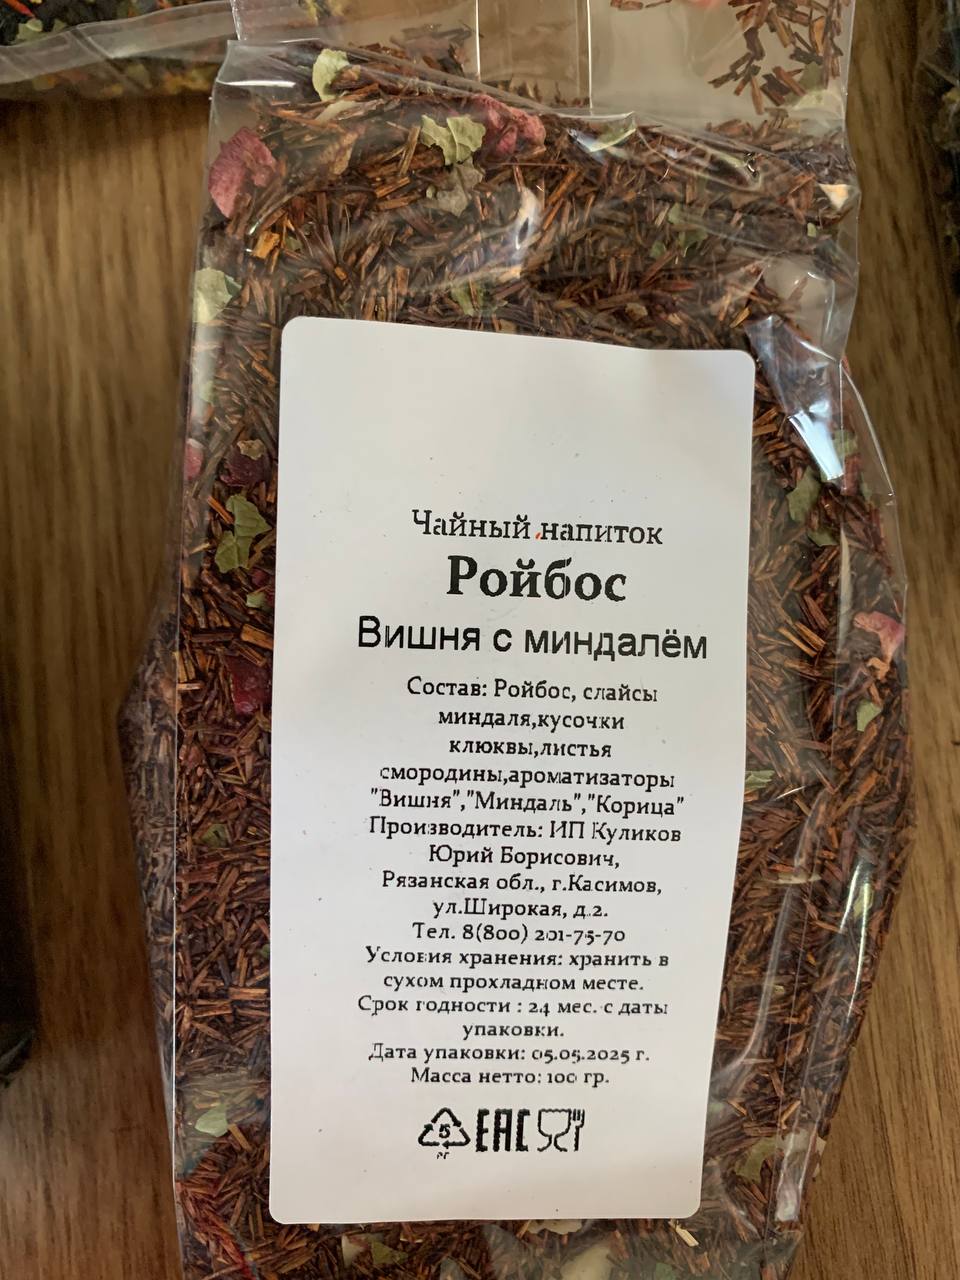 Чайный напиток
Ройбос
Вишня с миндалём
Состав: Ройбос, слайсы
миндаля,кусочки
клюквы,листья
смородины,ароматизаторы
"Вишня","Миндаль","Корица"
Производитель: ИП Куликов
Юрий Борисович,
Рязанская обл., г.Касимов,
ул.Широкая, д.2.
Тел. 8(800) 201-75-70
Условия хранения: хранить в
сухом прохладном месте.
Срок годности : 24 мес. с даты
упаковки.
Дата упаковки: 05.05.2025 г.
Масса нетто: 100 гр.
5 EAC